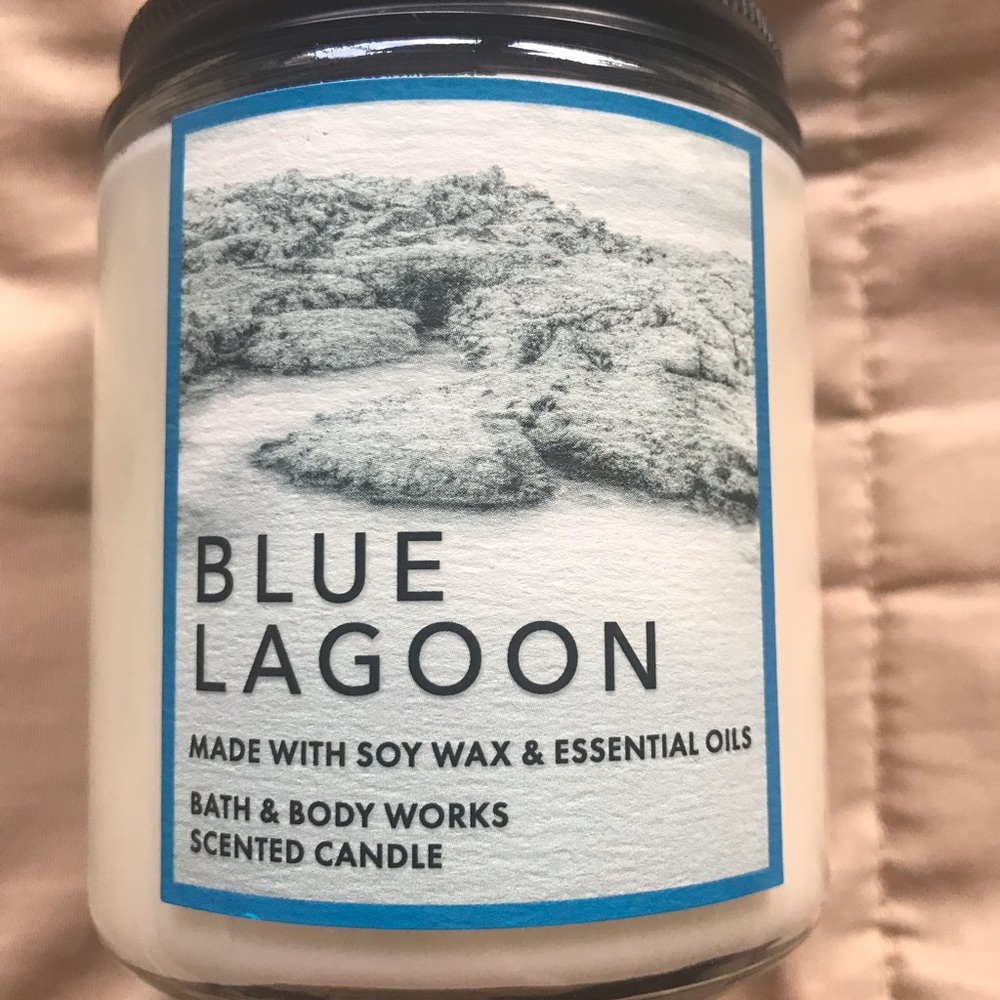 BLUE
LAGOON
MADE WITH SOY WAX & ESSENTIAL OILS
BATH & BODY WORKS
SCENTED CANDLE